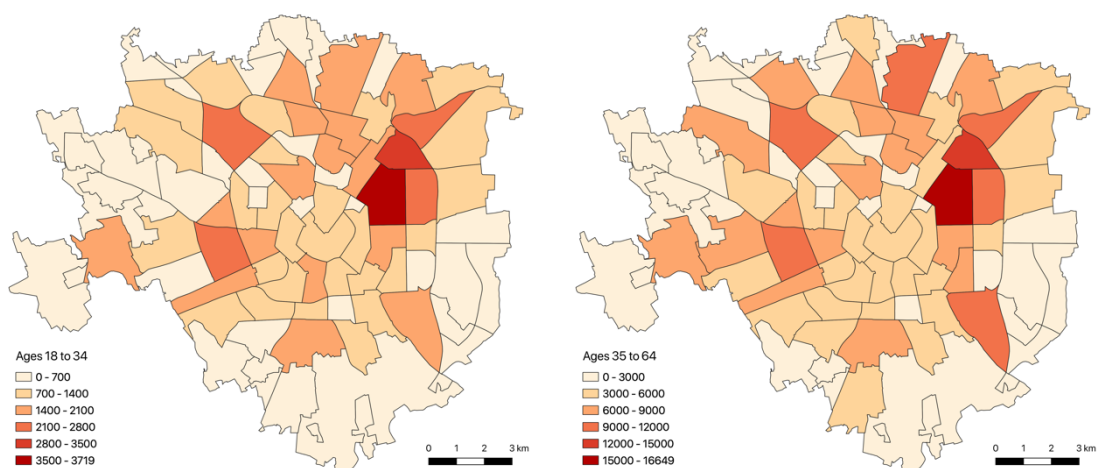 Ages 18 to 34
0 - 700
700 - 1400
1400 - 2100
2100 - 2800
2800 - 3500
3500 - 3719
0 1 2 3 km
Ages 35 to 64
0 - 3000
3000 - 6000
6000 - 9000
9000 - 12000
12000 - 15000
15000 - 16649
0 1 2 3 km